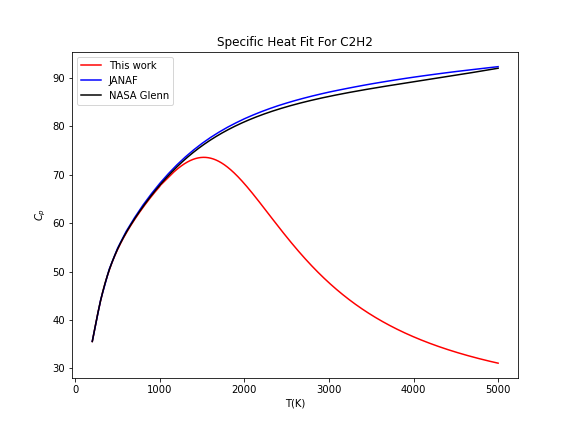 Specific Heat Fit For C2H2
This work
JANAF
NASA Glenn
90
80
70
60
50
40
30
C_p
0 1000 2000 3000 4000 5000
T(K)